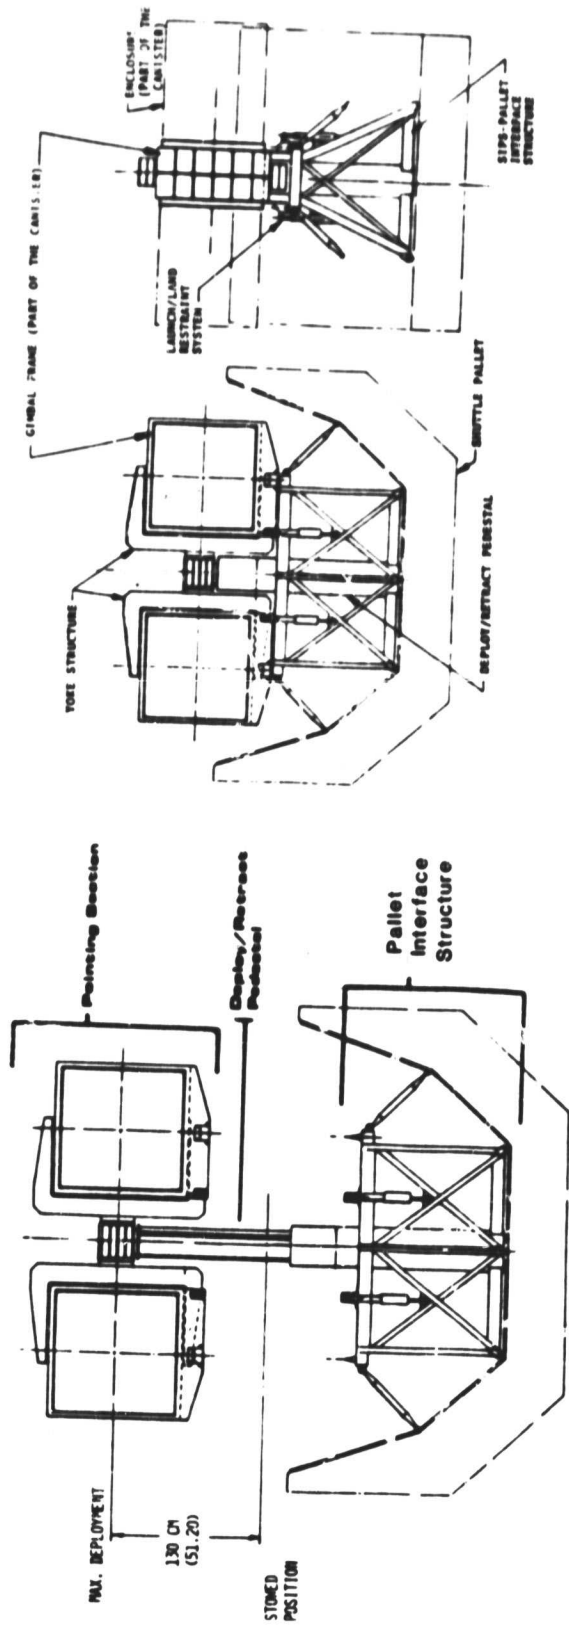 Pointing Section
Deploy/Retract
Pedestal
Pallet
Interface
Structure
MAX. DEPLOYMENT
130 CM
(51.20)
STOWED
POSITION
GIMBAL FRAME (PART OF THE CANISTER)
YOKE STRUCTURE
DEPLOY/RETRACT PEDESTAL
SHUTTLE PALLET
ENCLOSURE
(PART OF THE
CANISTER)
LAUNCH/LAND
RESTRAINT
SYSTEM
SIPS-PALLET
INTERFACE
STRUCTURE